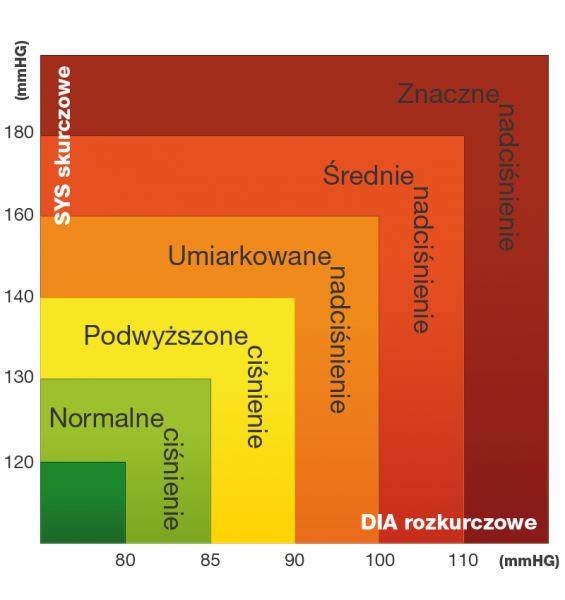 (mmHG)
SYS skurczowe
180
160
140
130
120
Znaczne
nadciśnienie
Średnie
nadciśnienie
Umiarkowane
nadciśnienie
Podwyższone
ciśnienie
Normalne
ciśnienie
DIA rozkurczowe
80 85 90 100 110 (mmHG)